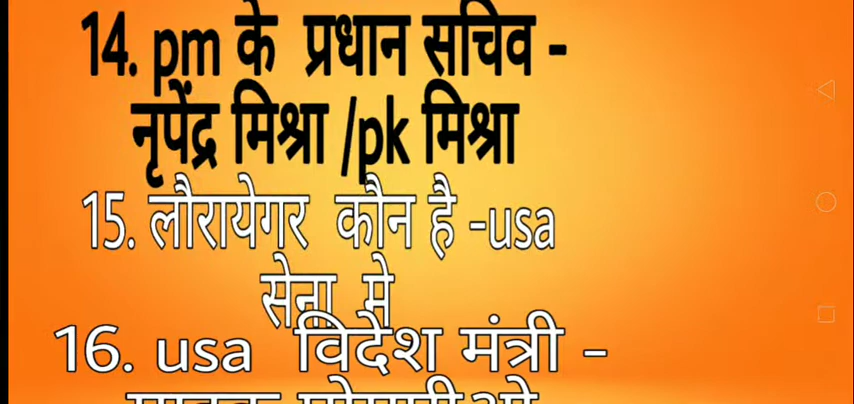 14. pm के प्रधान सचिव -
नृपेंद्र मिश्रा /pk मिश्रा
15. लौरायेगर कौन है -usa
सेना मे
16. usa विदेश मंत्री -